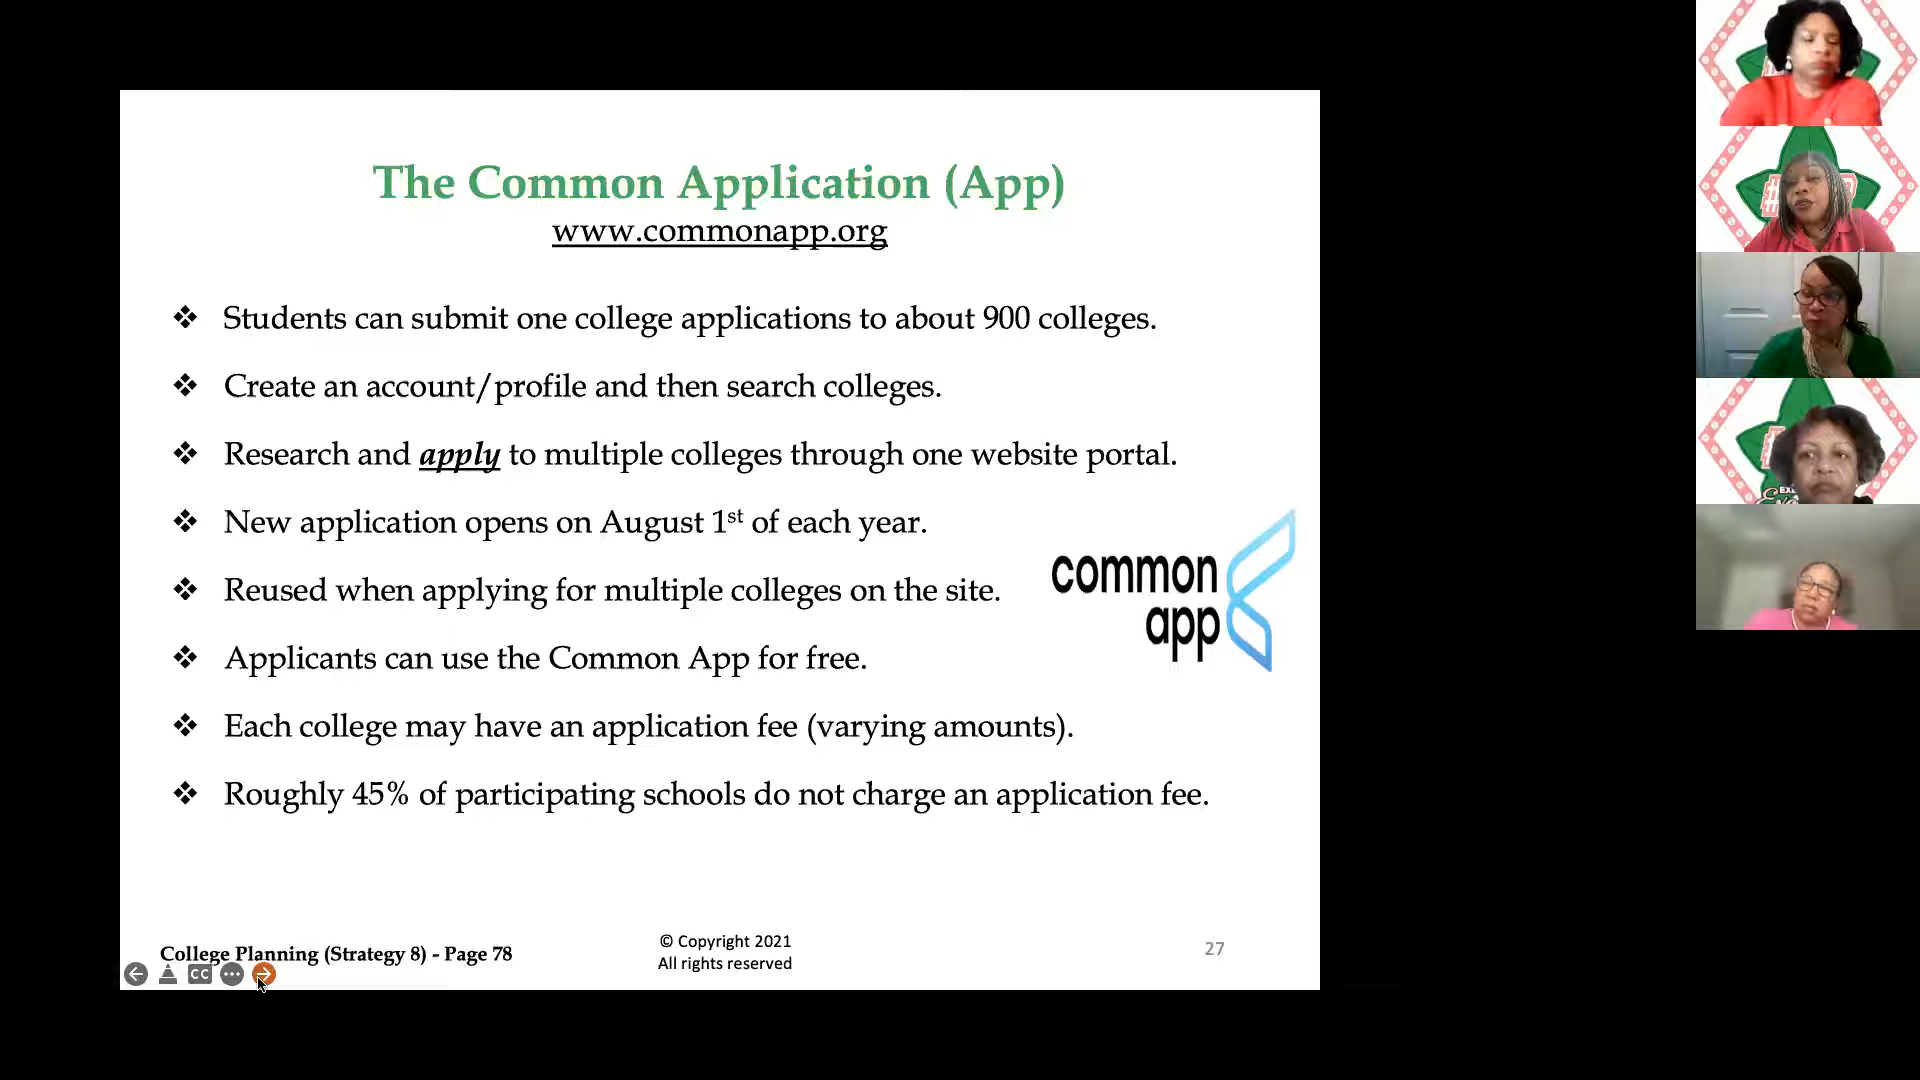 The Common Application (App)
www.commonapp.org
❖ Students can submit one college applications to about 900 colleges.
❖ Create an account/profile and then search colleges.
❖ Research and apply to multiple colleges through one website portal.
❖ New application opens on August 1st of each year.
❖ Reused when applying for multiple colleges on the site.
❖ Applicants can use the Common App for free.
❖ Each college may have an application fee (varying amounts).
❖ Roughly 45% of participating schools do not charge an application fee.
common
app
College Planning (Strategy 8) - Page 78
© Copyright 2021
All rights reserved
27
CC